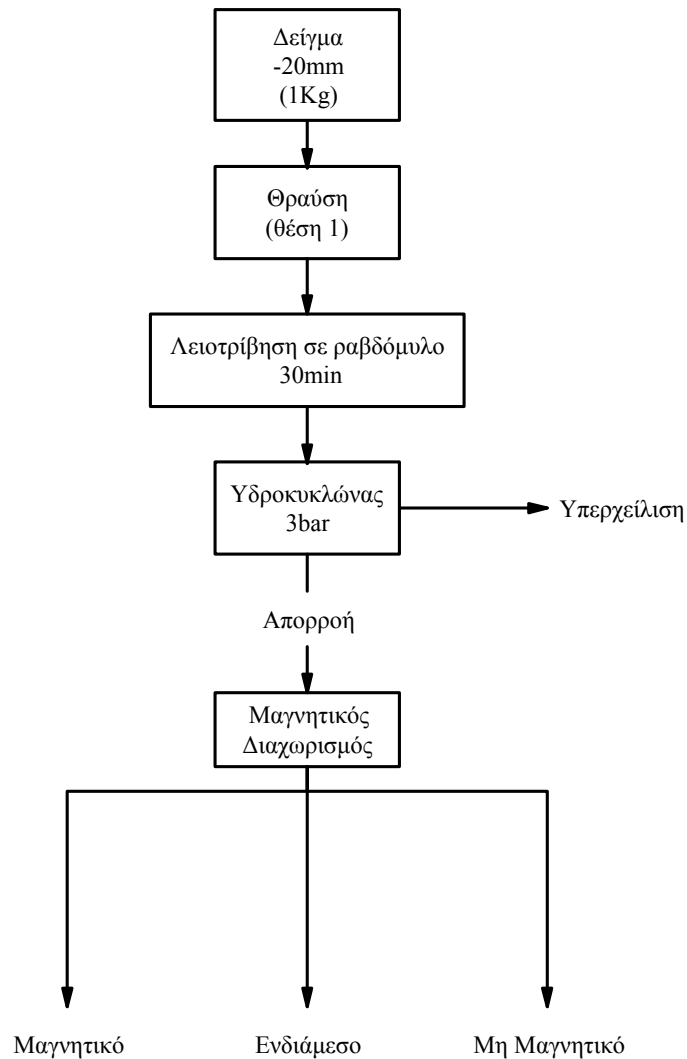 Δείγμα
-20mm
(1Kg)
Θραύση
(θέση 1)
Λειοτρίβηση σε ραβδόμυλο
30min
Υδροκυκλώνας
3bar
Υπερχείλιση
Απορροή
Μαγνητικός
Διαχωρισμός
Μαγνητικό
Ενδιάμεσο
Μη Μαγνητικό